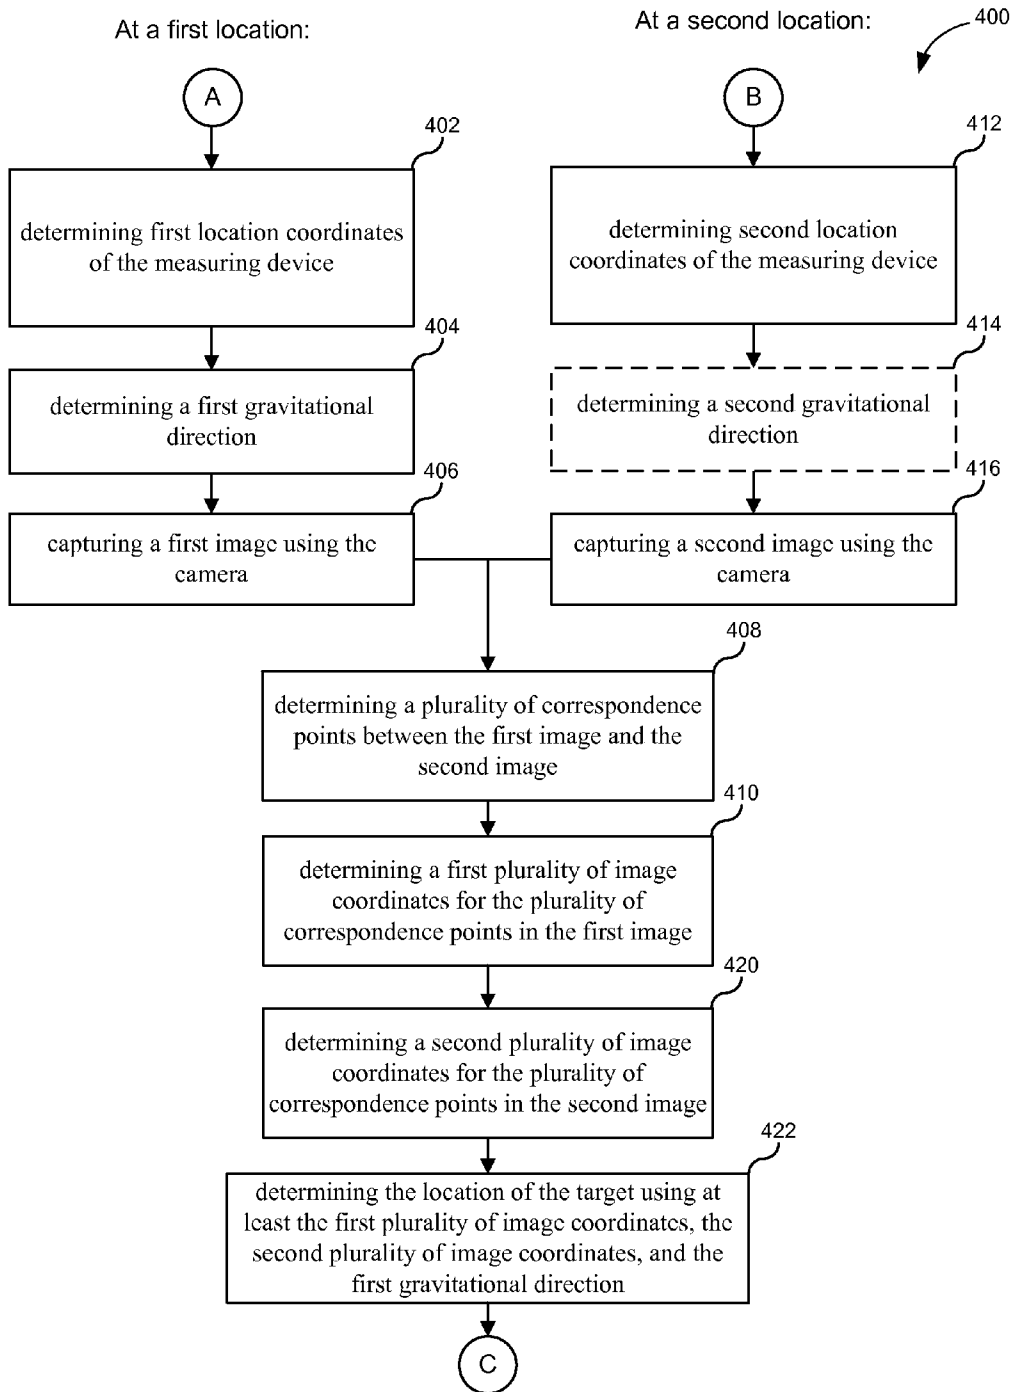 At a first location:
At a second location:
400
A
B
402
412
determining first location coordinates
of the measuring device
determining second location
coordinates of the measuring device
404
414
determining a first gravitational
direction
determining a second gravitational
direction
406
416
capturing a first image using the
camera
capturing a second image using the
camera
408
determining a plurality of correspondence
points between the first image and the
second image
410
determining a first plurality of image
coordinates for the plurality of
correspondence points in the first image
420
determining a second plurality of image
coordinates for the plurality of
correspondence points in the second image
422
determining the location of the target using at
least the first plurality of image coordinates, the
second plurality of image coordinates, and the
first gravitational direction
C